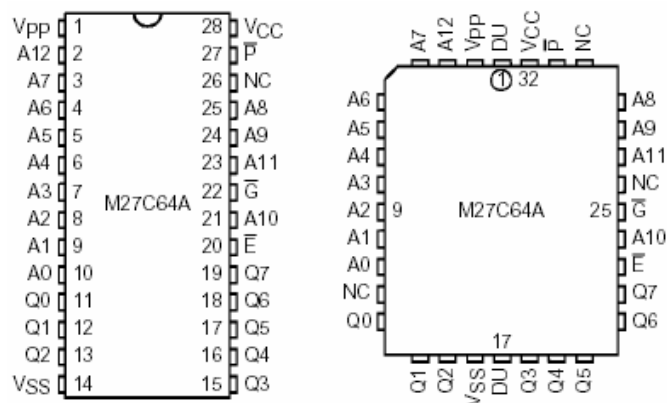 VPP 1 28 VCC
A12 2 27 P̅
A7 3 26 NC
A6 4 25 A8
A5 5 24 A9
A4 6 23 A11
A3 7 22 G̅
M27C64A
A2 8 21 A10
A1 9 20 E̅
A0 10 19 Q7
Q0 11 18 Q6
Q1 12 17 Q5
Q2 13 16 Q4
VSS 14 15 Q3
A7 A12 VPP DU VCC P̅ NC
1 32
A6 A8
A5 A9
A4 A11
A3 NC
A2 9 M27C64A 25 G̅
A1 A10
A0 E̅
NC Q7
Q0 Q6
17
Q1 Q2 VSS DU Q3 Q4 Q5